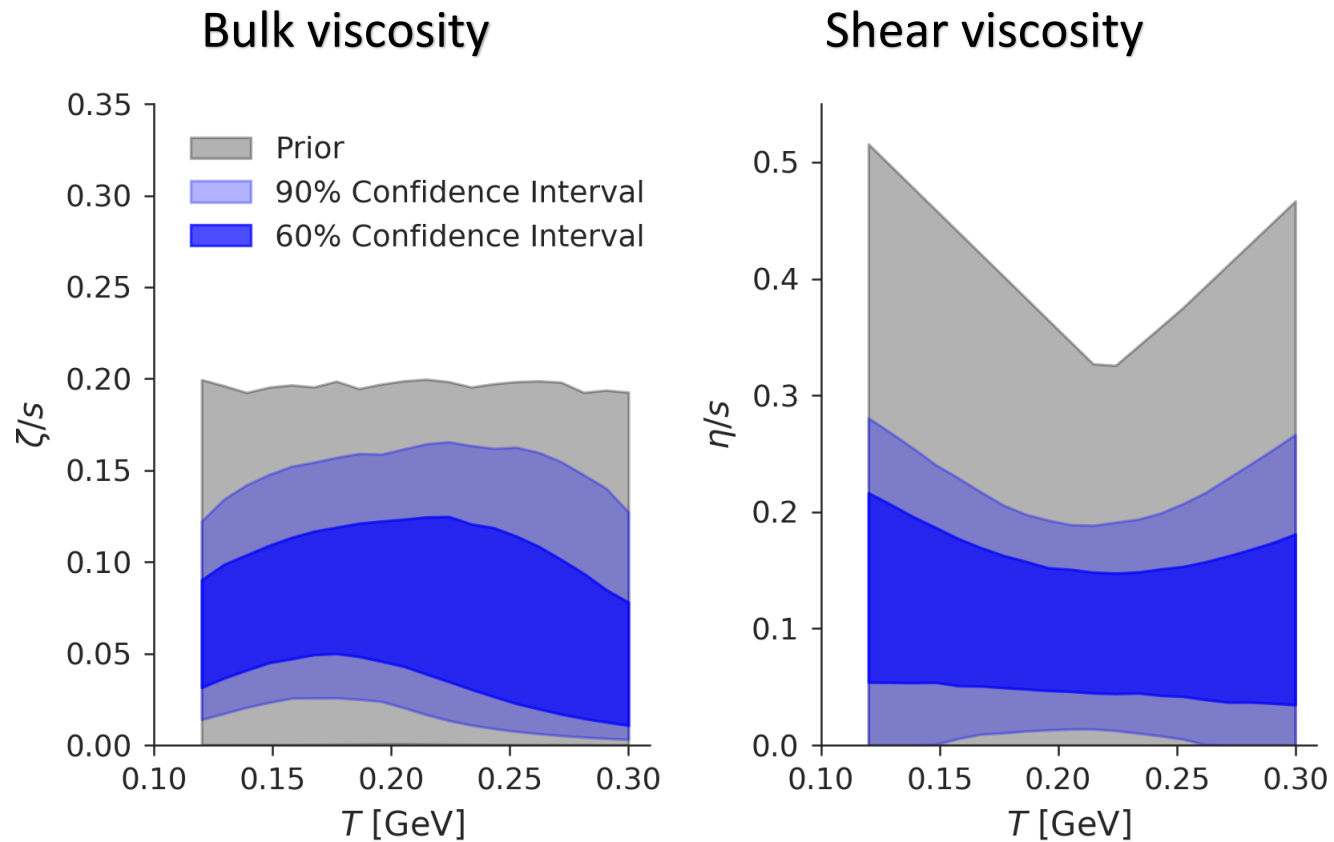 Bulk viscosity
Shear viscosity
0.35
0.30
0.25
0.20
0.15
0.10
0.05
0.00
ζ/s
Prior
90% Confidence Interval
60% Confidence Interval
0.10 0.15 0.20 0.25 0.30
T [GeV]
0.5
0.4
0.3
0.2
0.1
0.0
η/s
0.10 0.15 0.20 0.25 0.30
T [GeV]